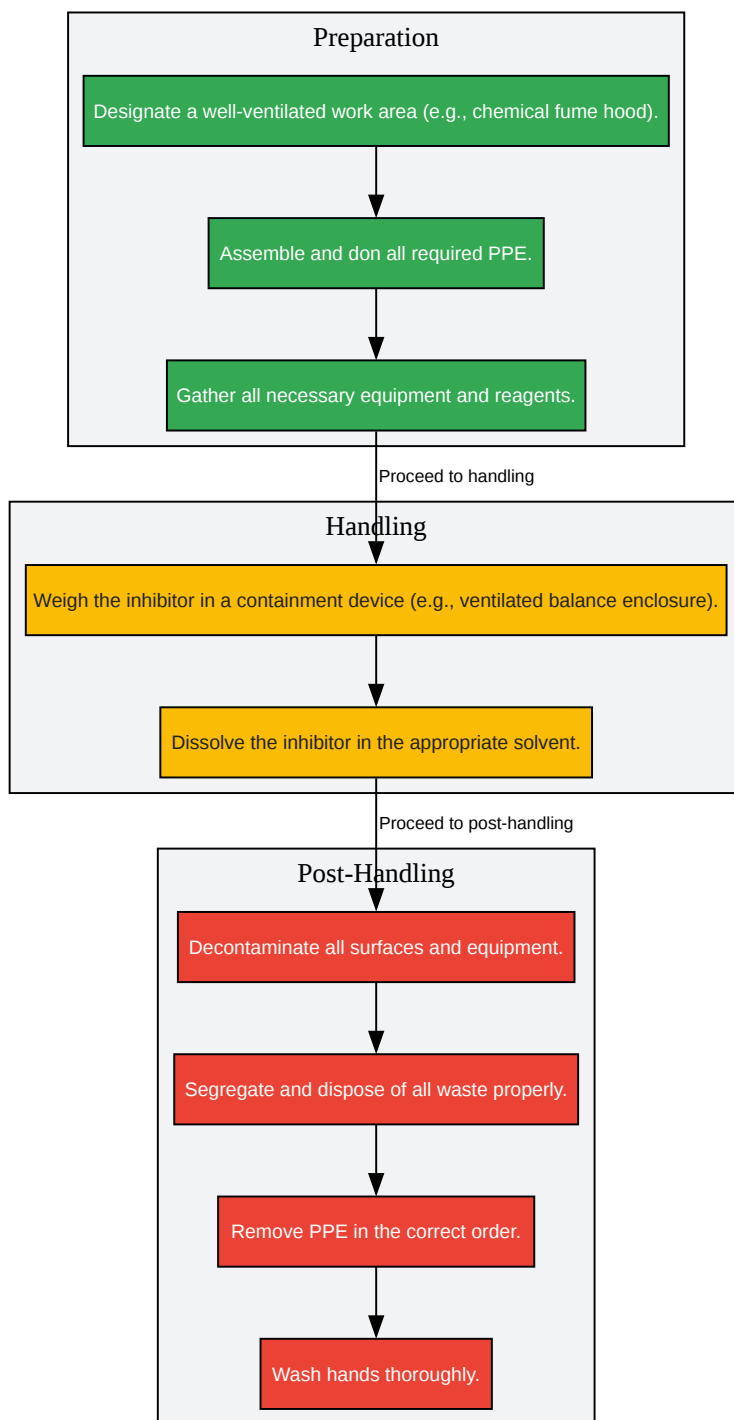 Preparation
Designate a well-ventilated work area (e.g., chemical fume hood).
Assemble and don all required PPE.
Gather all necessary equipment and reagents.
Proceed to handling
Handling
Weigh the inhibitor in a containment device (e.g., ventilated balance enclosure).
Dissolve the inhibitor in the appropriate solvent.
Proceed to post-handling
Post-Handling
Decontaminate all surfaces and equipment.
Segregate and dispose of all waste properly.
Remove PPE in the correct order.
Wash hands thoroughly.